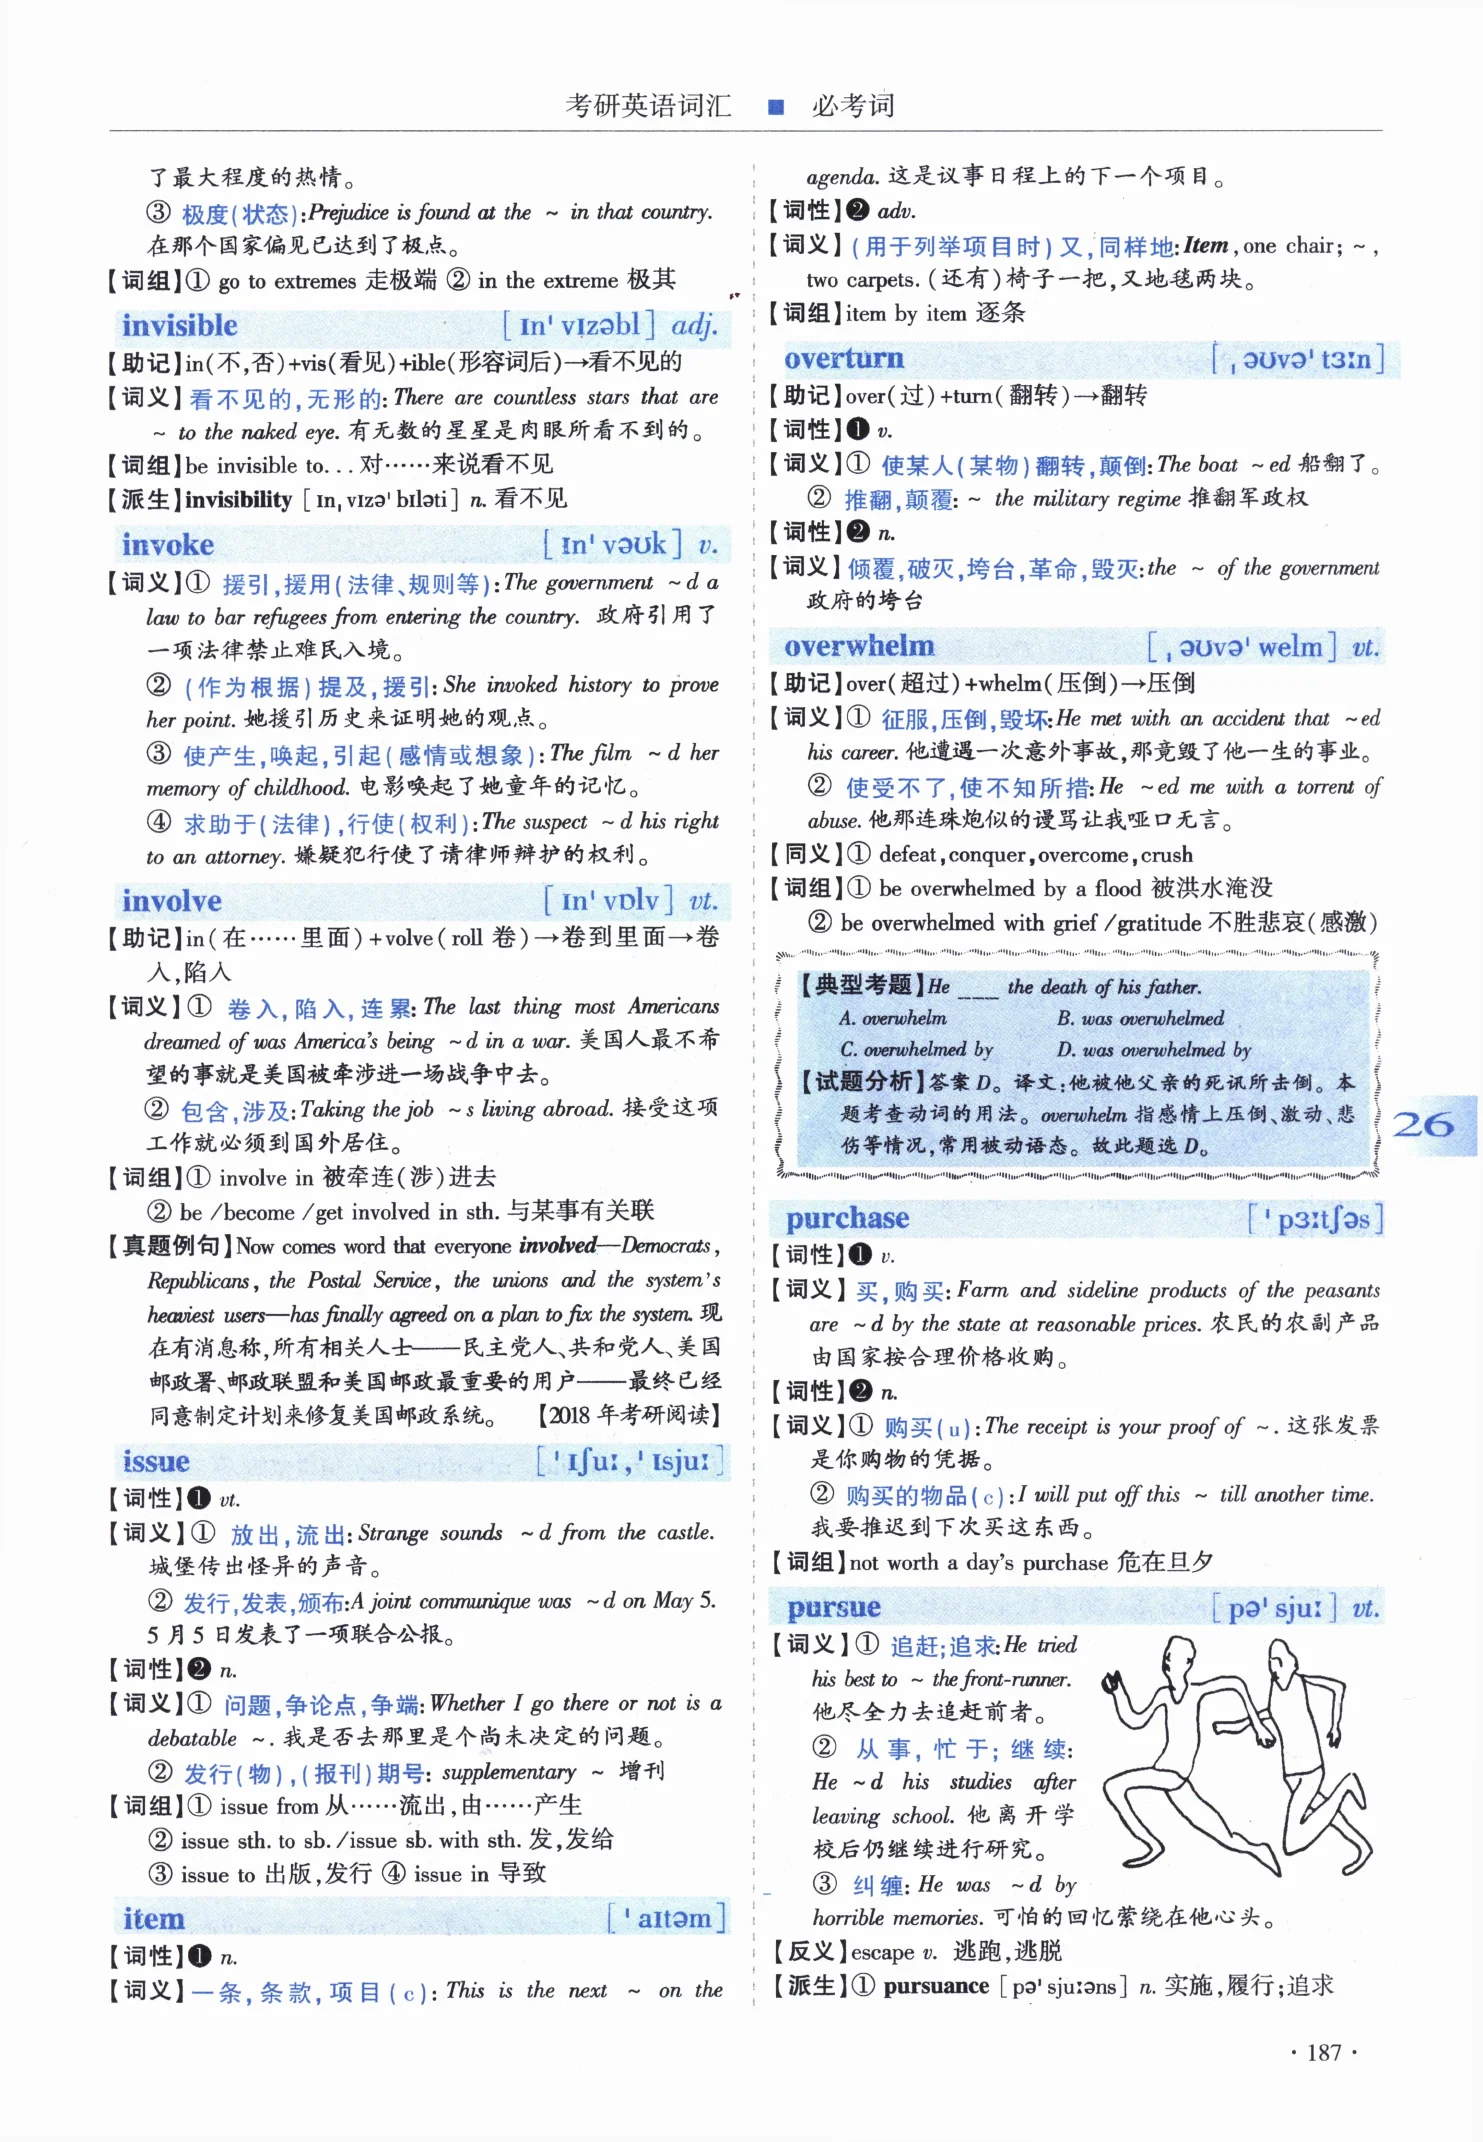 考研英语词汇 ■ 必考词
了最大程度的热情。
③ 极度(状态):Prejudice is found at the ~ in that country.
在那个国家偏见已达到了极点。
【词组】① go to extremes 走极端 ② in the extreme 极其
invisible [ɪnˈvɪzəbl] adj.
【助记】in(不,否)+vis(看见)+ible(形容词后)→看不见的
【词义】看不见的,无形的:There are countless stars that are
~ to the naked eye. 有无数的星星是肉眼所看不到的。
【词组】be invisible to... 对……来说看不见
【派生】invisibility [ɪnˌvɪzəˈbɪləti] n. 看不见
invoke [ɪnˈvəʊk] v.
【词义】① 援引,援用(法律、规则等):The government ~d a
law to bar refugees from entering the country. 政府引用了
一项法律禁止难民入境。
② (作为根据)提及,援引:She invoked history to prove
her point. 她援引历史来证明她的观点。
③ 使产生,唤起,引起(感情或想象):The film ~d her
memory of childhood. 电影唤起了她童年的记忆。
④ 求助于(法律),行使(权利):The suspect ~d his right
to an attorney. 嫌疑犯行使了请律师辩护的权利。
involve [ɪnˈvɒlv] vt.
【助记】in(在……里面)+volve(roll 卷)→卷到里面→卷
入,陷入
【词义】① 卷入,陷入,连累:The last thing most Americans
dreamed of was America's being ~d in a war. 美国人最不希
望的事就是美国被牵涉进一场战争中去。
② 包含,涉及:Taking the job ~s living abroad. 接受这项
工作就必须到国外居住。
【词组】① involve in 被牵连(涉)进去
② be /become /get involved in sth. 与某事有关联
【真题例句】Now comes word that everyone involved—Democrats,
Republicans, the Postal Service, the unions and the system's
heaviest users—has finally agreed on a plan to fix the system. 现
在有消息称,所有相关人士——民主党人、共和党人、美国
邮政署、邮政联盟和美国邮政最重要的用户——最终已经
同意制定计划来修复美国邮政系统。 【2018 年考研阅读】
issue [ˈɪʃuː,ˈɪsjuː]
【词性】❶ vt.
【词义】① 放出,流出:Strange sounds ~d from the castle.
城堡传出怪异的声音。
② 发行,发表,颁布:A joint communique was ~d on May 5.
5 月 5 日发表了一项联合公报。
【词性】❷ n.
【词义】① 问题,争论点,争端:Whether I go there or not is a
debatable ~. 我是否去那里是个尚未决定的问题。
② 发行(物),(报刊)期号:supplementary ~ 增刊
【词组】① issue from 从……流出,由……产生
② issue sth. to sb. /issue sb. with sth. 发,发给
③ issue to 出版,发行 ④ issue in 导致
item [ˈaɪtəm]
【词性】❶ n.
【词义】一条,条款,项目(c):This is the next ~ on the
agenda. 这是议事日程上的下一个项目。
【词性】❷ adv.
【词义】(用于列举项目时)又,同样地:Item,one chair; ~,
two carpets. (还有)椅子一把,又地毯两块。
【词组】item by item 逐条
overturn [ˌəʊvəˈtɜːn]
【助记】over(过)+turn(翻转)→翻转
【词性】❶ v.
【词义】① 使某人(某物)翻转,颠倒:The boat ~ed 船翻了。
② 推翻,颠覆: ~ the military regime 推翻军政权
【词性】❷ n.
【词义】倾覆,破灭,垮台,革命,毁灭:the ~ of the government
政府的垮台
overwhelm [ˌəʊvəˈwelm] vt.
【助记】over(超过)+whelm(压倒)→压倒
【词义】① 征服,压倒,毁坏:He met with an accident that ~ed
his career. 他遭遇一次意外事故,那竟毁了他一生的事业。
② 使受不了,使不知所措:He ~ed me with a torrent of
abuse. 他那连珠炮似的谩骂让我哑口无言。
【同义】① defeat,conquer,overcome,crush
【词组】① be overwhelmed by a flood 被洪水淹没
② be overwhelmed with grief /gratitude 不胜悲哀(感激)
【典型考题】He ___ the death of his father.
A. overwhelm B. was overwhelmed
C. overwhelmed by D. was overwhelmed by
【试题分析】答案 D。译文:他被他父亲的死讯所击倒。本
题考查动词的用法。overwhelm 指感情上压倒、激动、悲
伤等情况,常用被动语态。故此题选 D。
26
purchase [ˈpɜːtʃəs]
【词性】❶ v.
【词义】买,购买:Farm and sideline products of the peasants
are ~d by the state at reasonable prices. 农民的农副产品
由国家按合理价格收购。
【词性】❷ n.
【词义】① 购买(u):The receipt is your proof of ~. 这张发票
是你购物的凭据。
② 购买的物品(c):I will put off this ~ till another time.
我要推迟到下次买这东西。
【词组】not worth a day's purchase 危在旦夕
pursue [pəˈsjuː] vt.
【词义】① 追赶;追求:He tried
his best to ~ the front-runner.
他尽全力去追赶前者。
② 从事,忙于;继续:
He ~d his studies after
leaving school. 他离开学
校后仍继续进行研究。
③ 纠缠:He was ~d by
horrible memories. 可怕的回忆萦绕在他心头。
【反义】escape v. 逃跑,逃脱
【派生】① pursuance [pəˈsjuːəns] n. 实施,履行;追求
· 187 ·